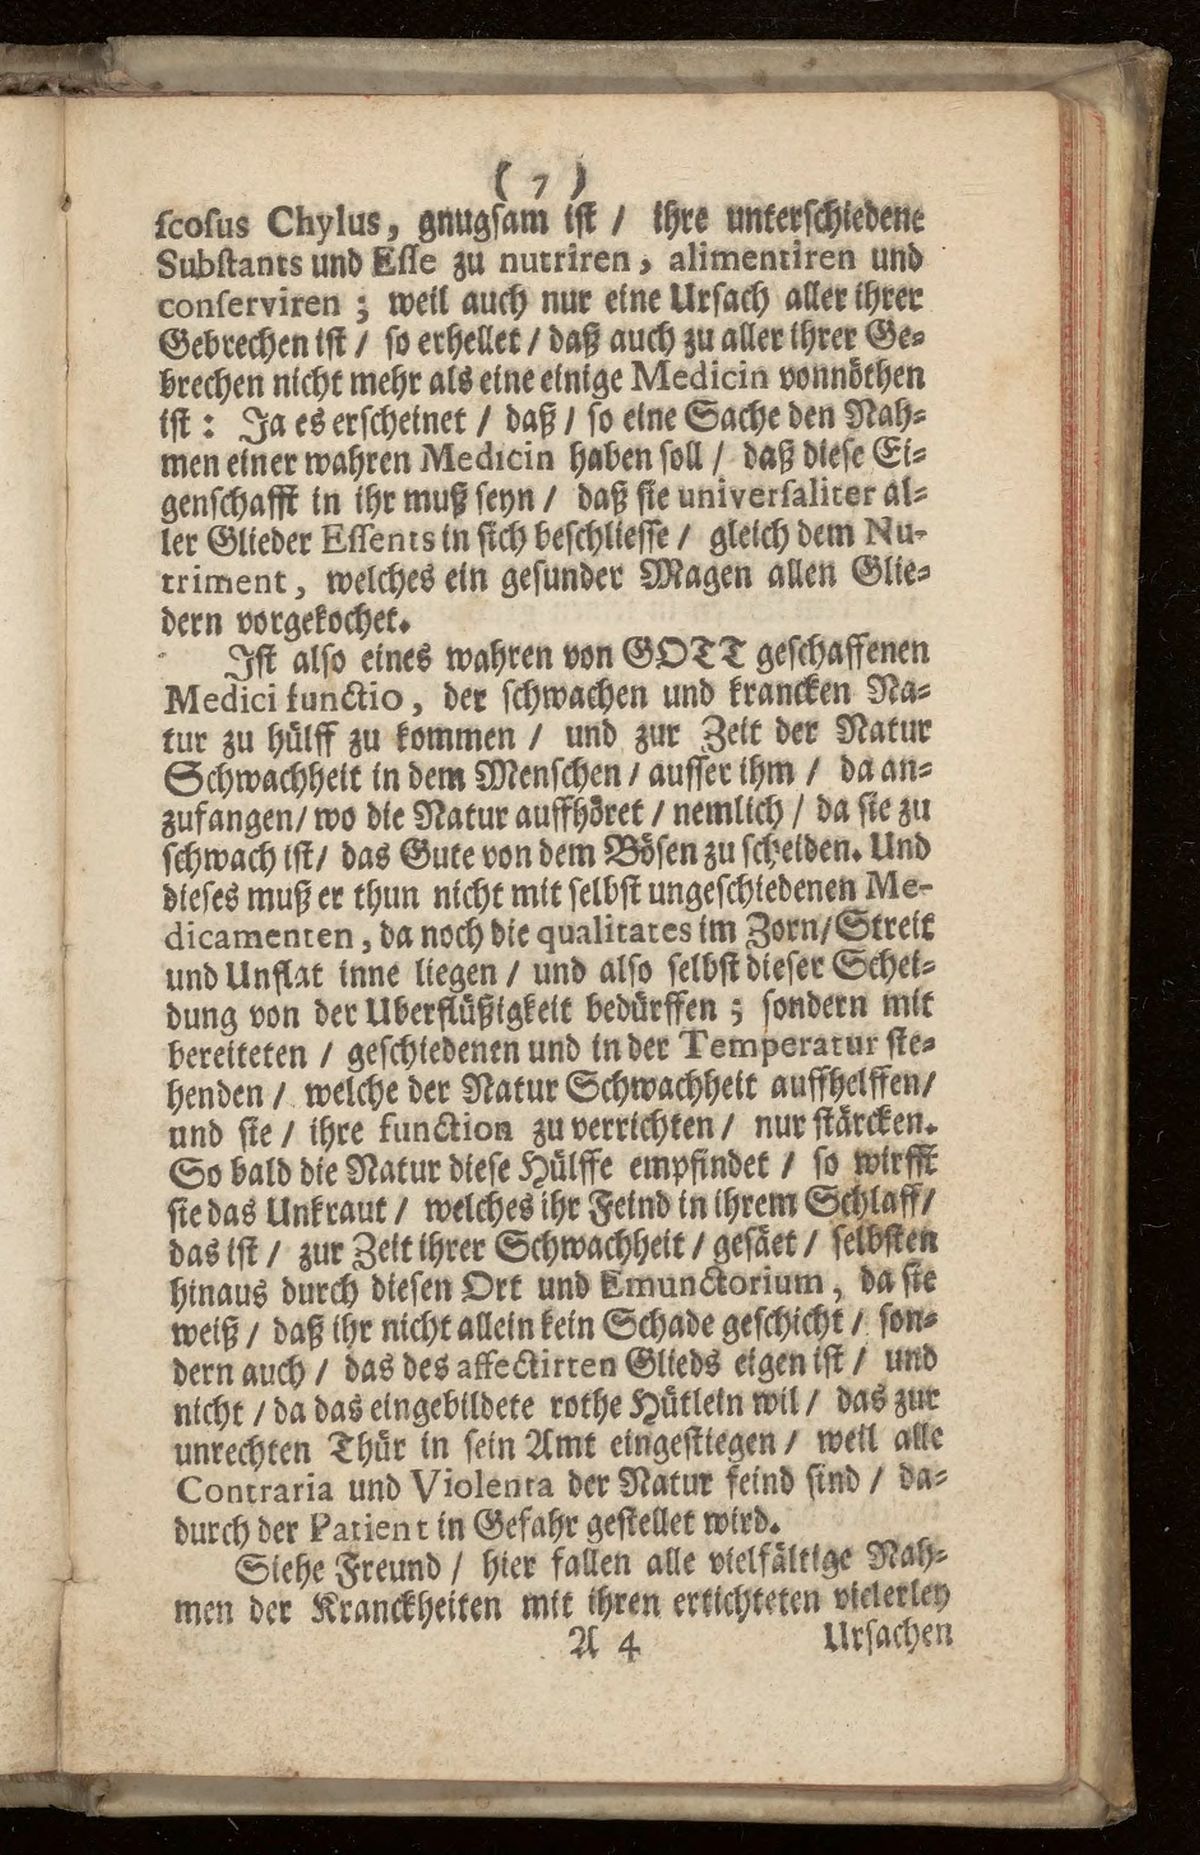 ( 7 )
ſcoſus Chylus, gnugſam iſt / ihre unterſchiedene
Subſtants und Eſſe zu nutriren, alimentiren und
conſerviren ; weil auch nur eine Urſach aller ihrer
Gebrechen iſt / ſo erhellet / daß auch zu aller ihrer Ge-
brechen nicht mehr als eine einige Medicin vonnöthen
iſt : Ja es erſcheinet / daß / ſo eine Sache den Nah-
men einer wahren Medicin haben ſoll / daß dieſe Ei-
genſchafft in ihr muß ſeyn / daß ſie univerſaliter al-
ler Glieder Eſſents in ſich beſchlieſſe / gleich dem Nu-
triment, welches ein geſunder Magen allen Glie-
dern vorgekochet.
Iſt alſo eines wahren von GOTT geſchaffenen
Medici functio, der ſchwachen und krancken Na-
tur zu hülff zu kommen / und zur Zeit der Natur
Schwachheit in dem Menſchen / auſſer ihm / da an-
zufangen / wo die Natur auffhöret / nemlich / da ſie zu
ſchwach iſt / das Gute von dem Böſen zu ſcheiden. Und
dieſes muß er thun nicht mit ſelbſt ungeſchiedenen Me-
dicamenten, da noch die qualitates im Zorn / Streit
und Unflat inne liegen / und alſo ſelbſt dieſer Schei-
dung von der Uberflüßigkeit bedürffen ; ſondern mit
bereiteten / geſchiedenen und in der Temperatur ſte-
henden / welche der Natur Schwachheit auffhelffen /
und ſie / ihre function zu verrichten / nur ſtärcken.
So bald die Natur dieſe Hülffe empfindet / ſo wirfft
ſie das Unkraut / welches ihr Feind in ihrem Schlaff /
das iſt / zur Zeit ihrer Schwachheit / geſäet / ſelbſten
hinaus durch dieſen Ort und Emunctorium, da ſie
weiß / daß ihr nicht allein kein Schade geſchicht / ſon-
dern auch / das des affectirten Glieds eigen iſt / und
nicht / da das eingebildete rothe Hütlein wil / das zur
unrechten Thür in ſein Amt eingeſtiegen / weil alle
Contraria und Violenta der Natur feind ſind / da-
durch der Patient in Gefahr geſtellet wird.
Siehe Freund / hier fallen alle vielfältige Nah-
men der Kranckheiten mit ihren ertichteten vielerley
A 4 Urſachen